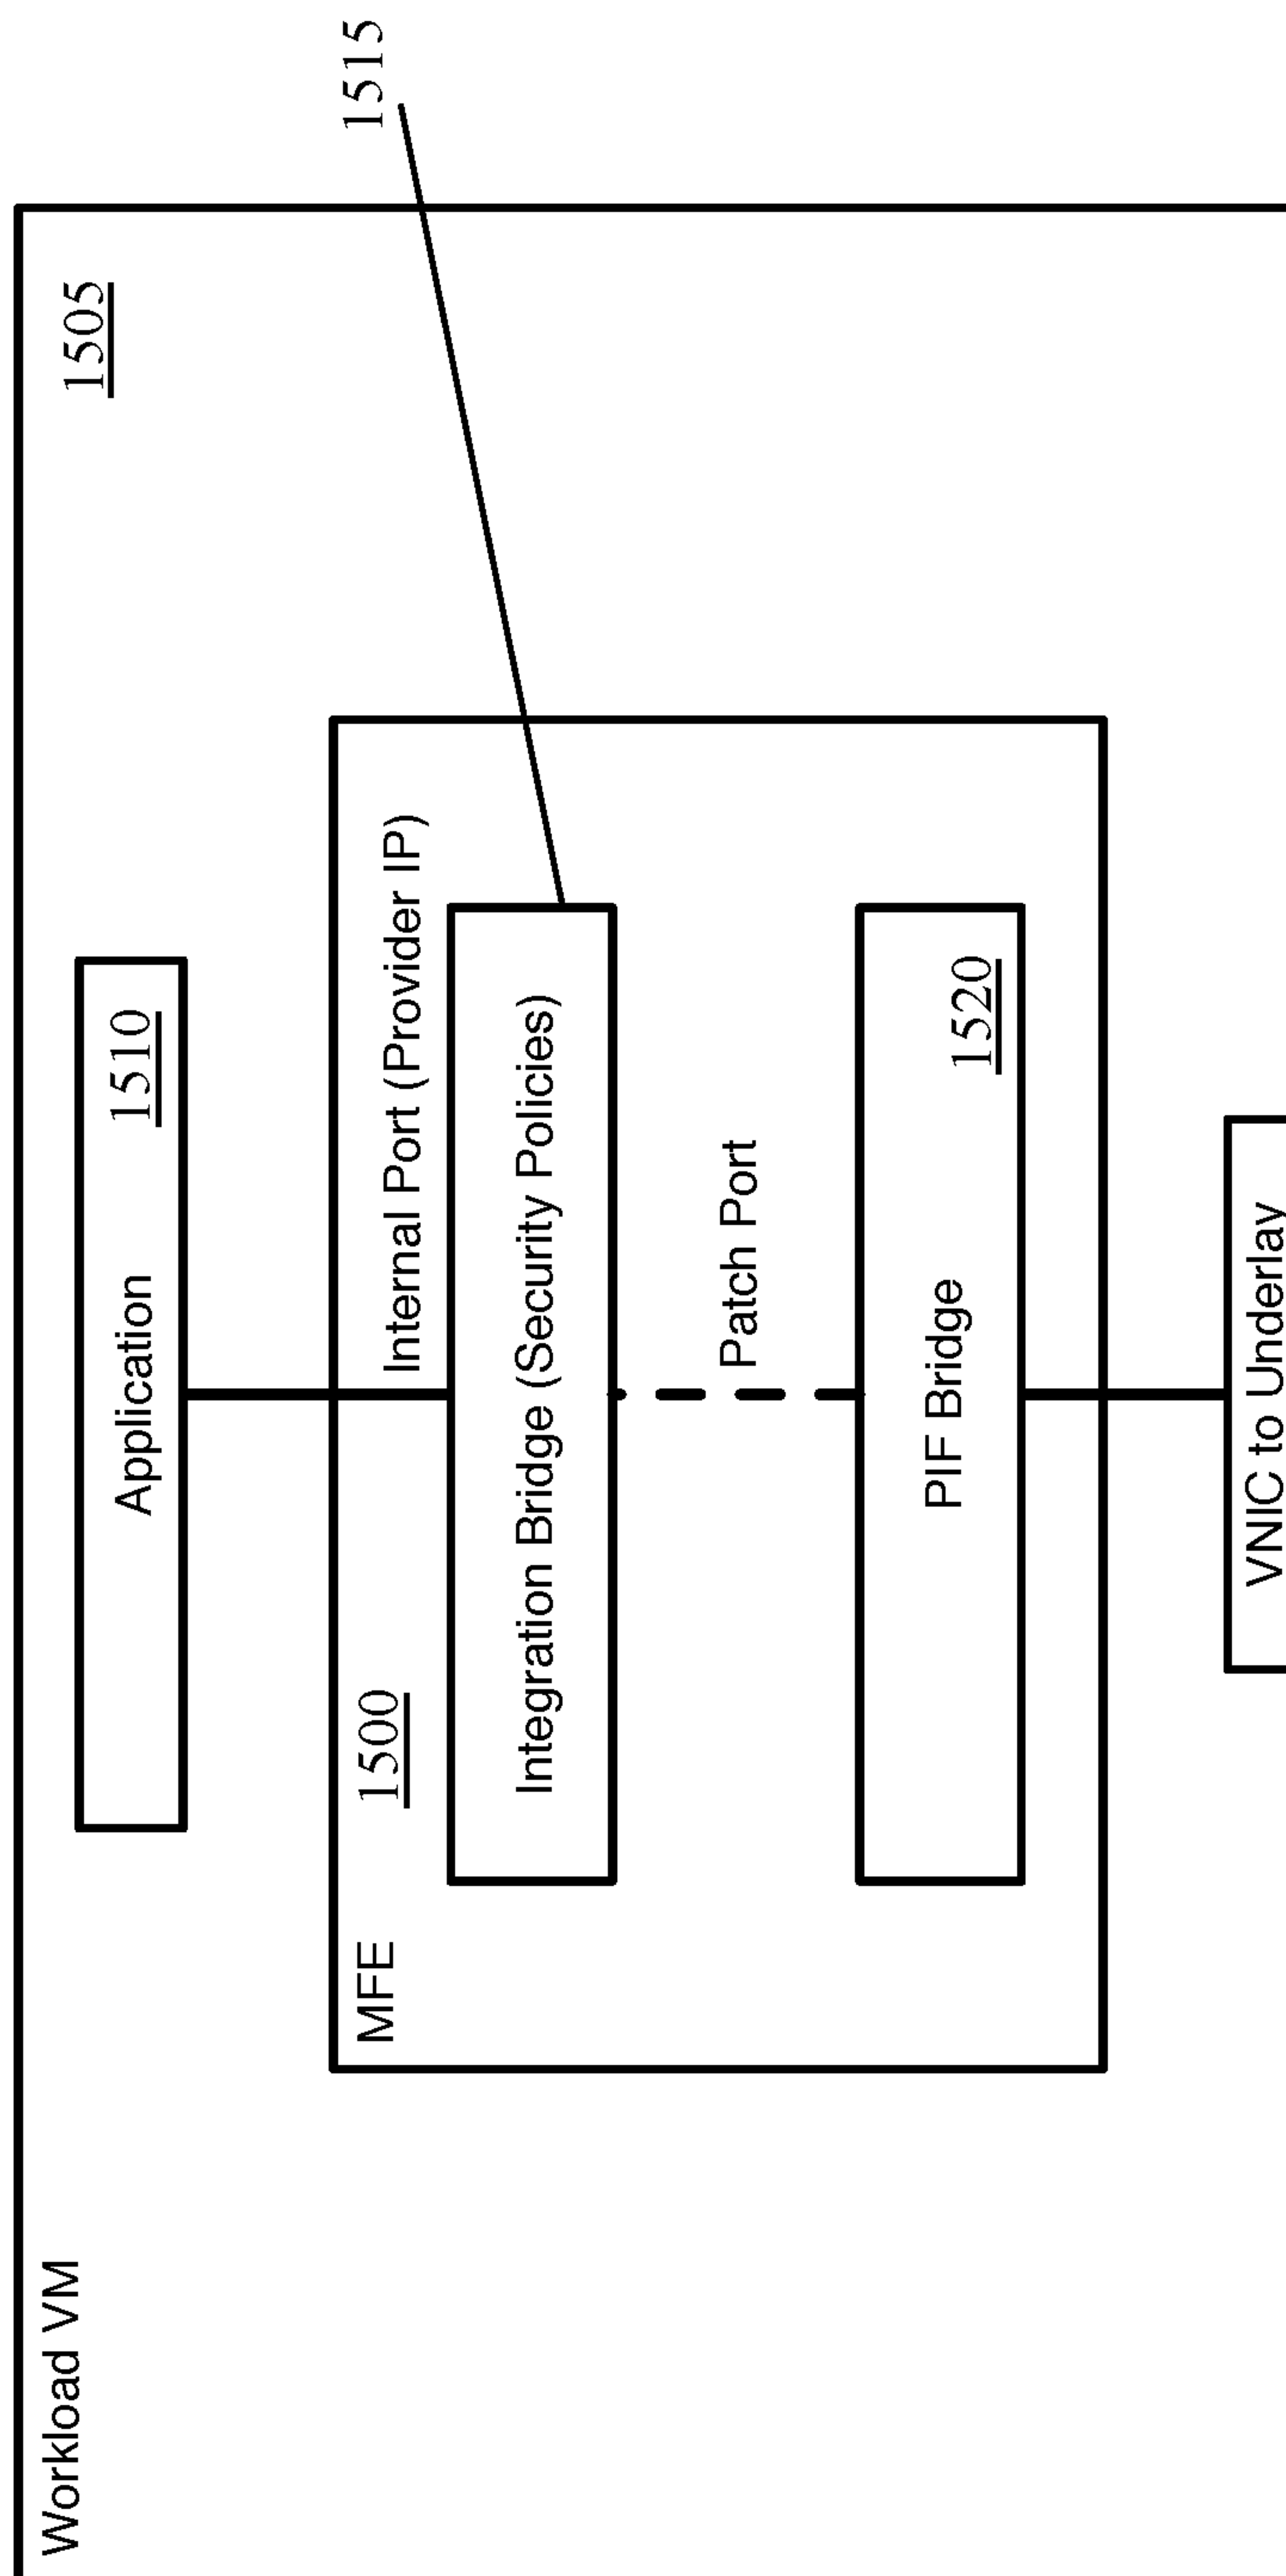 Workload VM
1505
Application
1510
MFE
1500
Internal Port (Provider IP)
1515
Integration Bridge (Security Policies)
Patch Port
PIF Bridge
1520
VNIC to Underlay